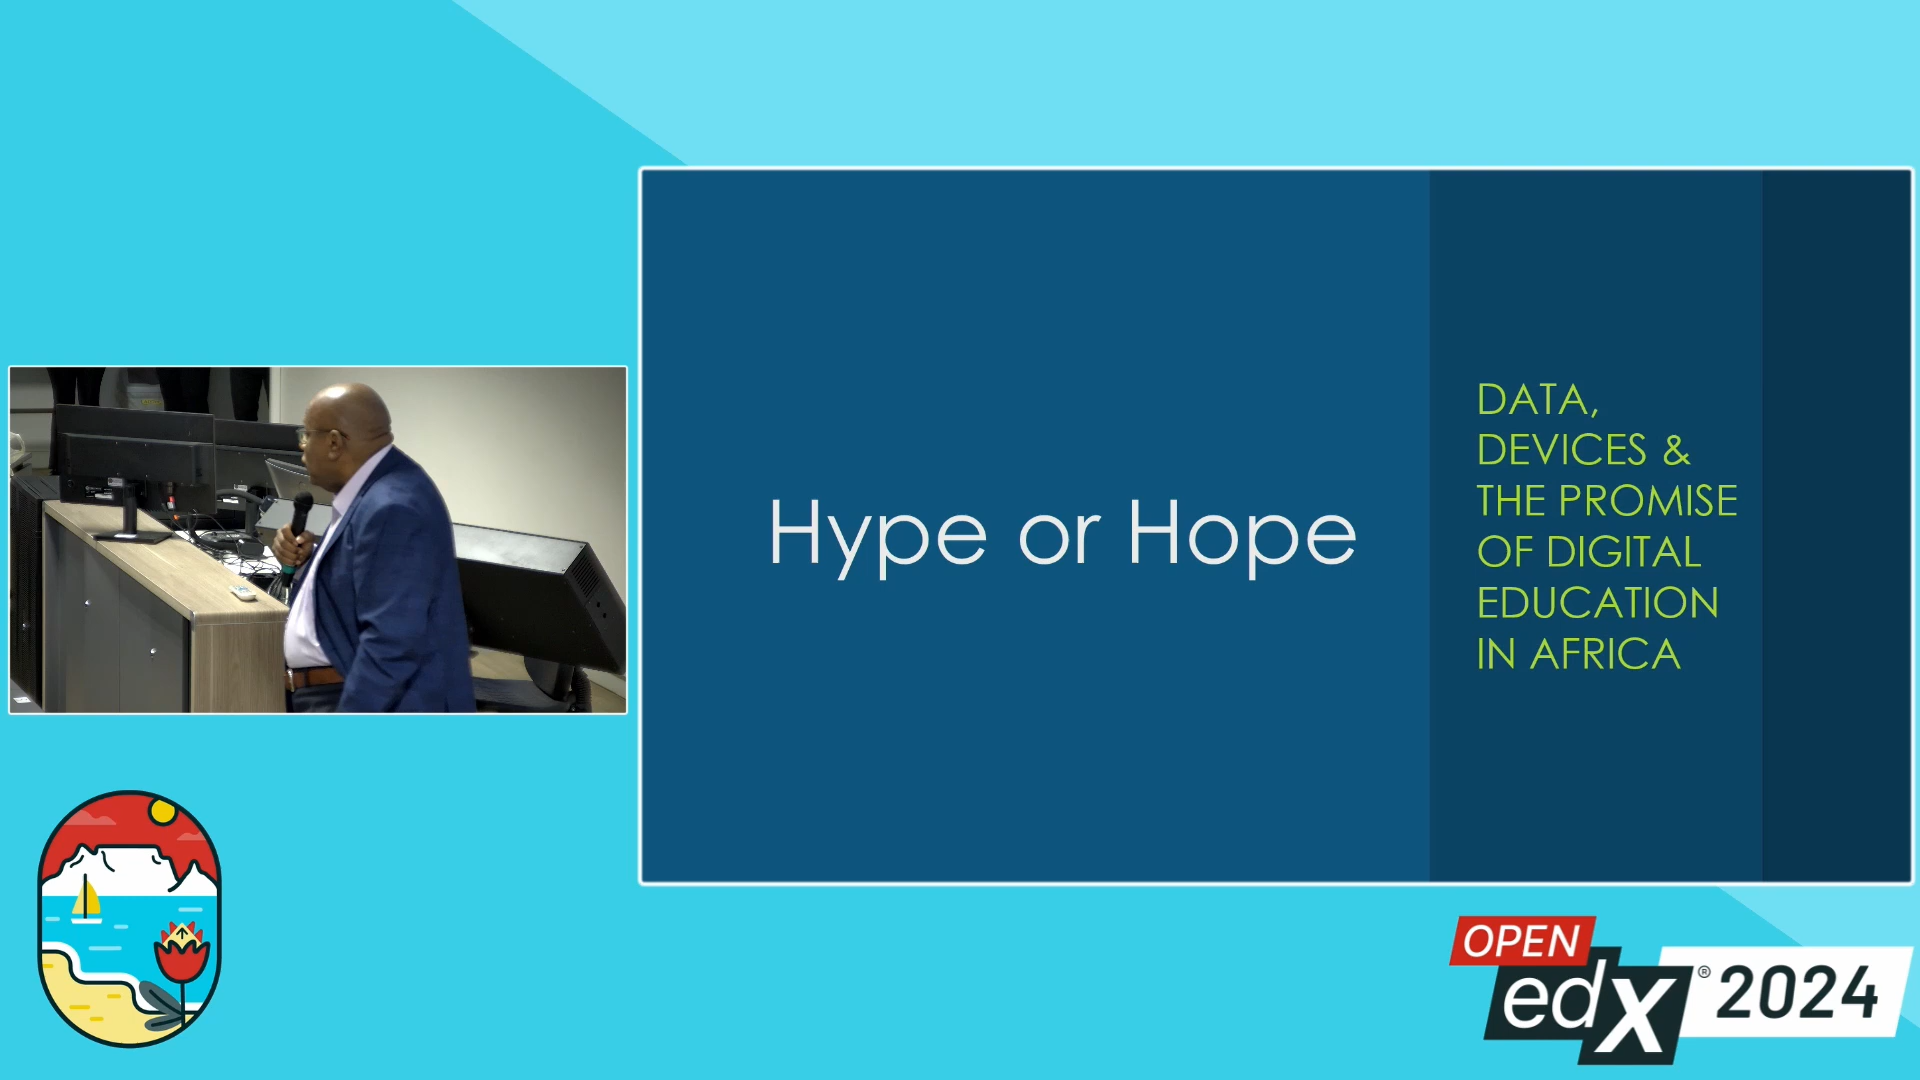 Hype or Hope
DATA,
DEVICES &
THE PROMISE
OF DIGITAL
EDUCATION
IN AFRICA
OPEN
edX® 2024